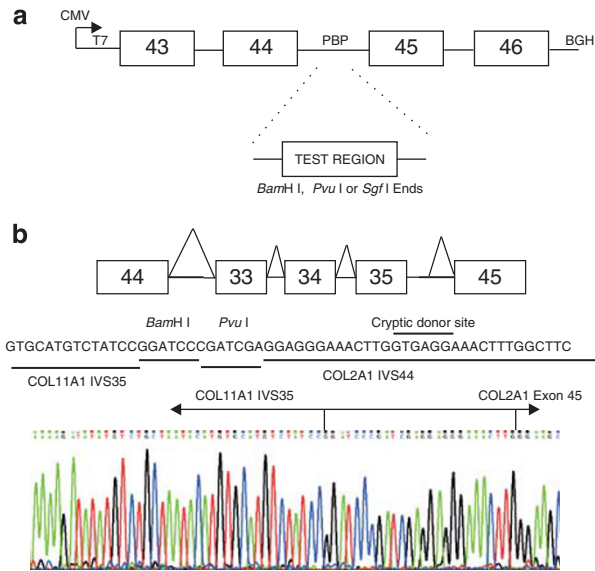 a
CMV
T7 43 44 PBP 45 46 BGH
TEST REGION
BamH I, Pvu I or Sgf I Ends
b
44 33 34 35 45
BamH I Pvu I Cryptic donor site
GTGCATGTCTATCCGGATCCCGATCGAGGAGGGAAACTTGGTGAGGAAACTTTGGCTTC
COL11A1 IVS35 COL2A1 IVS44
COL11A1 IVS35 COL2A1 Exon 45